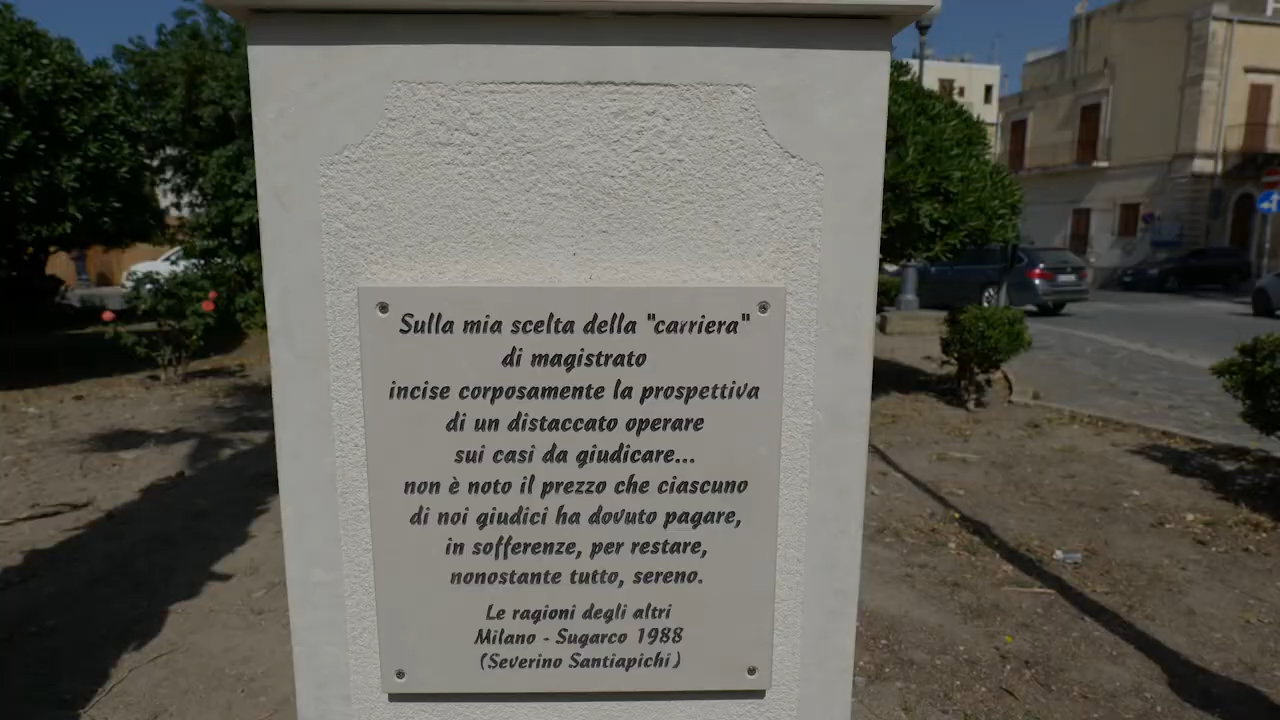 Sulla mia scelta della "carriera"
di magistrato
incise corposamente la prospettiva
di un distaccato operare
sui casi da giudicare...
non è noto il prezzo che ciascuno
di noi giudici ha dovuto pagare,
in sofferenze, per restare,
nonostante tutto, sereno.
Le ragioni degli altri
Milano - Sugarco 1988
(Severino Santiapichi)